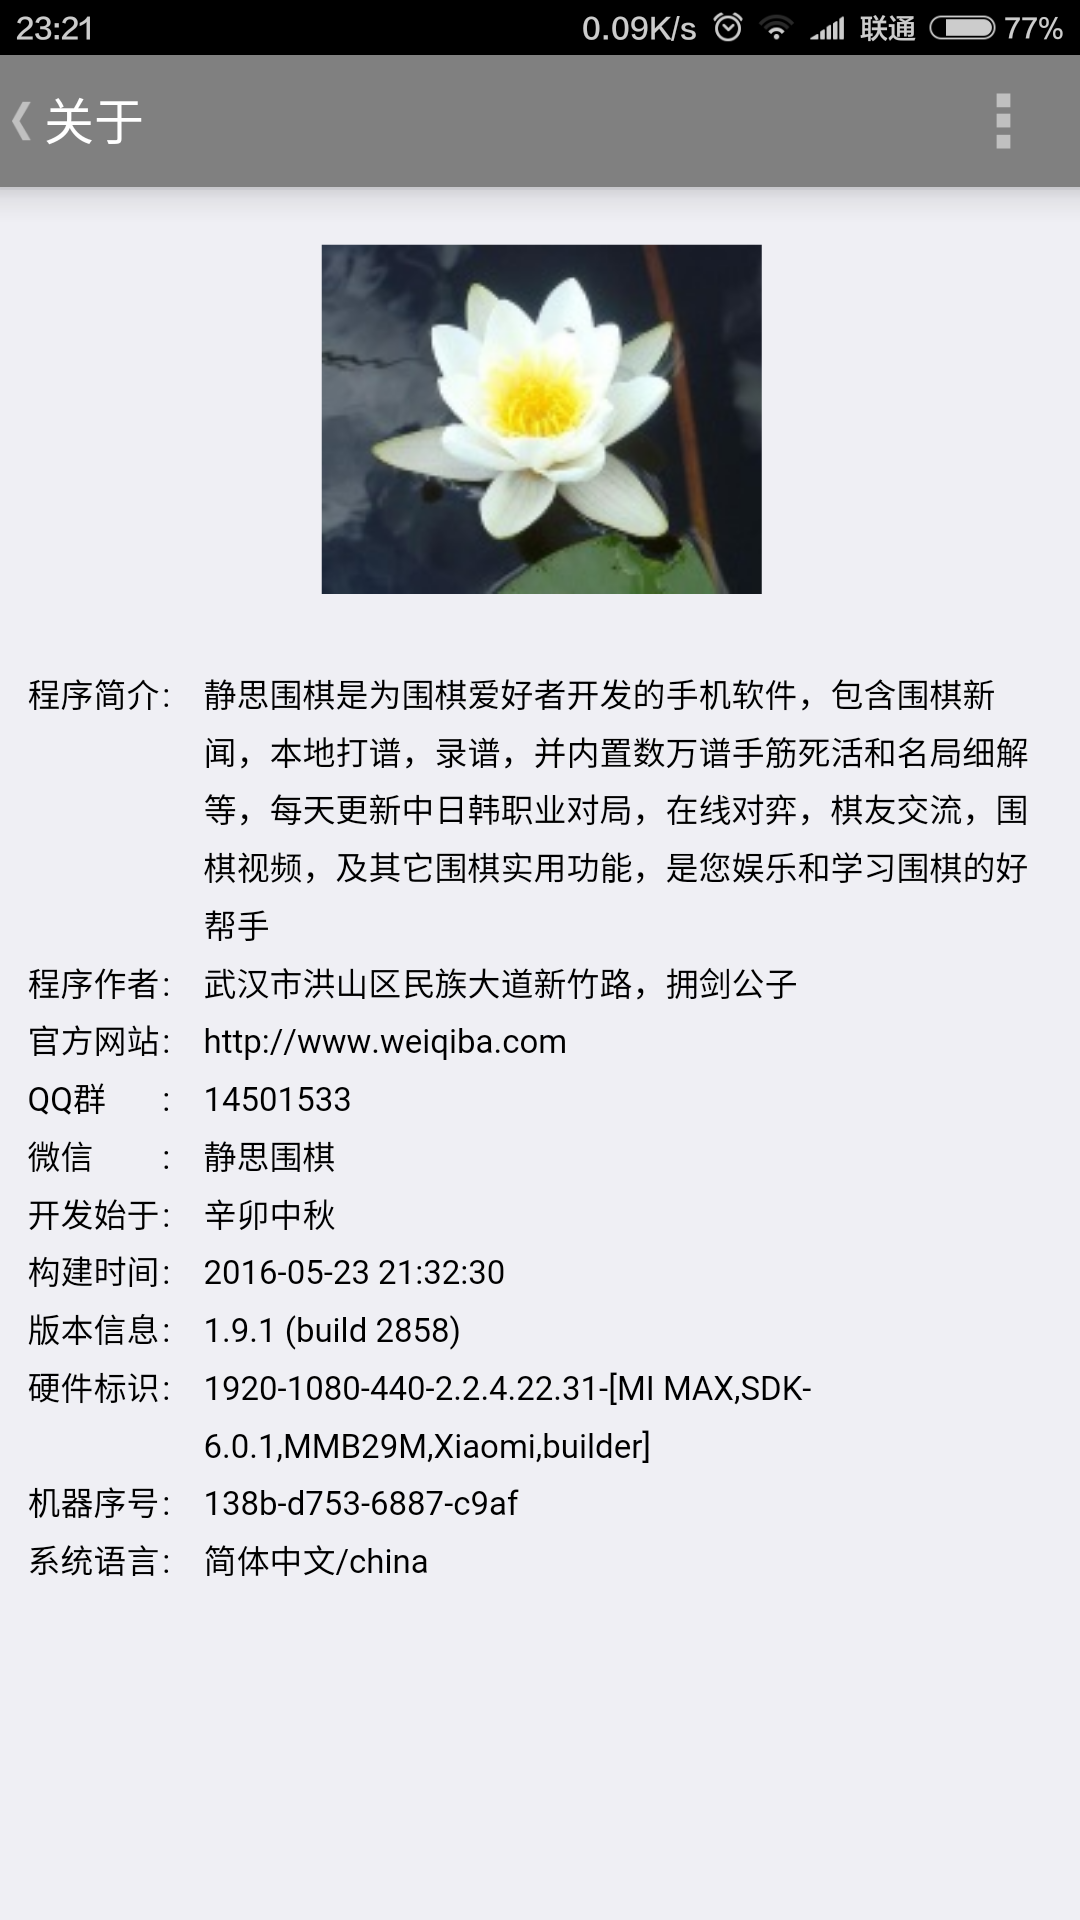 23:21 0.09K/s 联通 77%
关于
程序简介： 静思围棋是为围棋爱好者开发的手机软件，包含围棋新
闻，本地打谱，录谱，并内置数万谱手筋死活和名局细解
等，每天更新中日韩职业对局，在线对弈，棋友交流，围
棋视频，及其它围棋实用功能，是您娱乐和学习围棋的好
帮手
程序作者： 武汉市洪山区民族大道新竹路，拥剑公子
官方网站： http://www.weiqiba.com
QQ群 ： 14501533
微信 ： 静思围棋
开发始于： 辛卯中秋
构建时间： 2016-05-23 21:32:30
版本信息： 1.9.1 (build 2858)
硬件标识： 1920-1080-440-2.2.4.22.31-[MI MAX,SDK-
6.0.1,MMB29M,Xiaomi,builder]
机器序号： 138b-d753-6887-c9af
系统语言： 简体中文/china